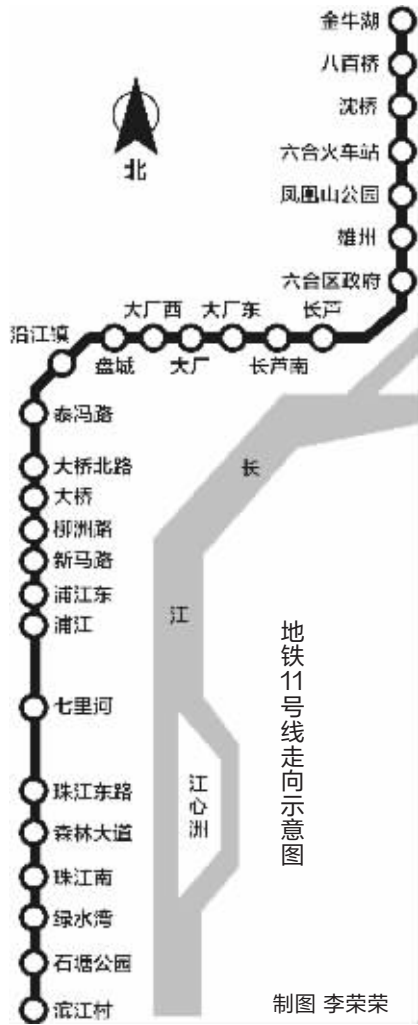 金牛湖
八百桥
沈桥
六合火车站
凤凰山公园
雄州
六合区政府
北
大厂西
大厂东
长芦
沿江镇
盘城
大厂
长芦南
泰冯路
大桥北路
大桥
柳洲路
新马路
浦江东
浦江
七里河
珠江东路
森林大道
珠江南
绿水湾
石塘公园
滨江村
长
江
江心洲
地铁11号线走向示意图
制图 李荣荣